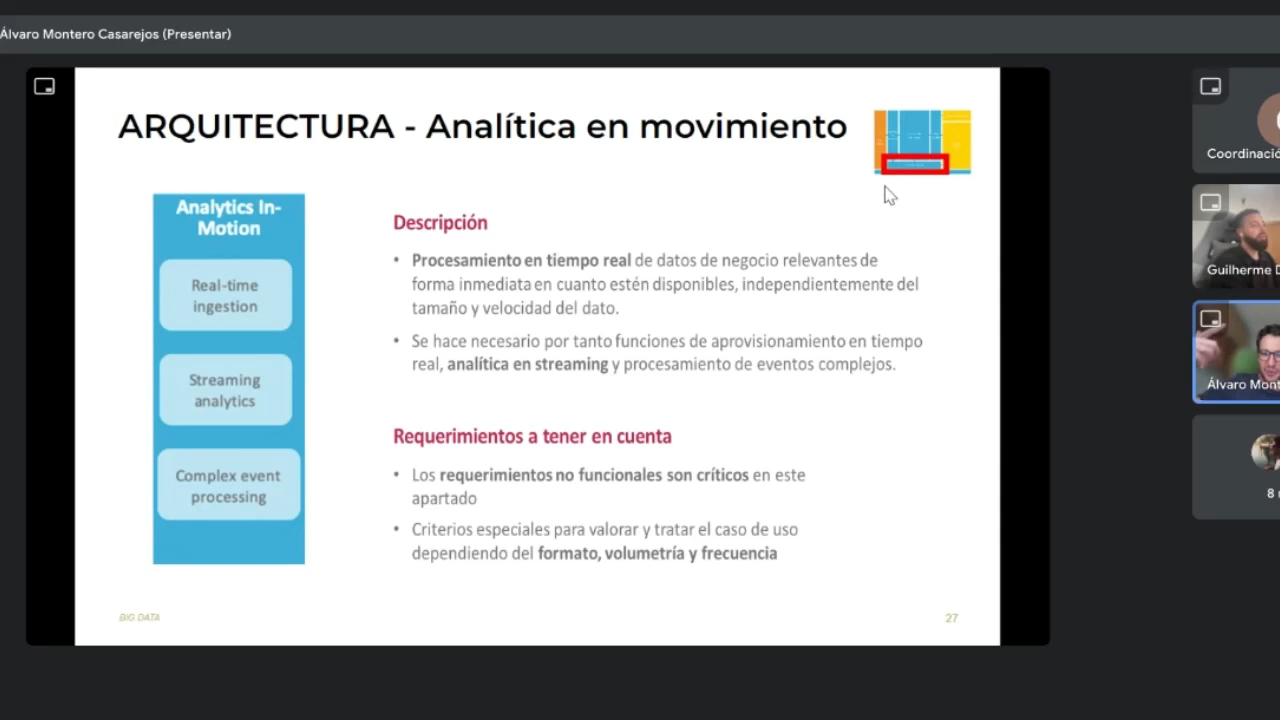 Álvaro Montero Casarejos (Presentar)
ARQUITECTURA - Analítica en movimiento
Analytics In-
Motion
Real-time
ingestion
Streaming
analytics
Complex event
processing
Descripción
• Procesamiento en tiempo real de datos de negocio relevantes de
forma inmediata en cuanto estén disponibles, independientemente del
tamaño y velocidad del dato.
• Se hace necesario por tanto funciones de aprovisionamiento en tiempo
real, analítica en streaming y procesamiento de eventos complejos.
Requerimientos a tener en cuenta
• Los requerimientos no funcionales son críticos en este
apartado
• Criterios especiales para valorar y tratar el caso de uso
dependiendo del formato, volumetría y frecuencia
BIG DATA
27
Coordinació
Guilherme D
Álvaro Mont
8